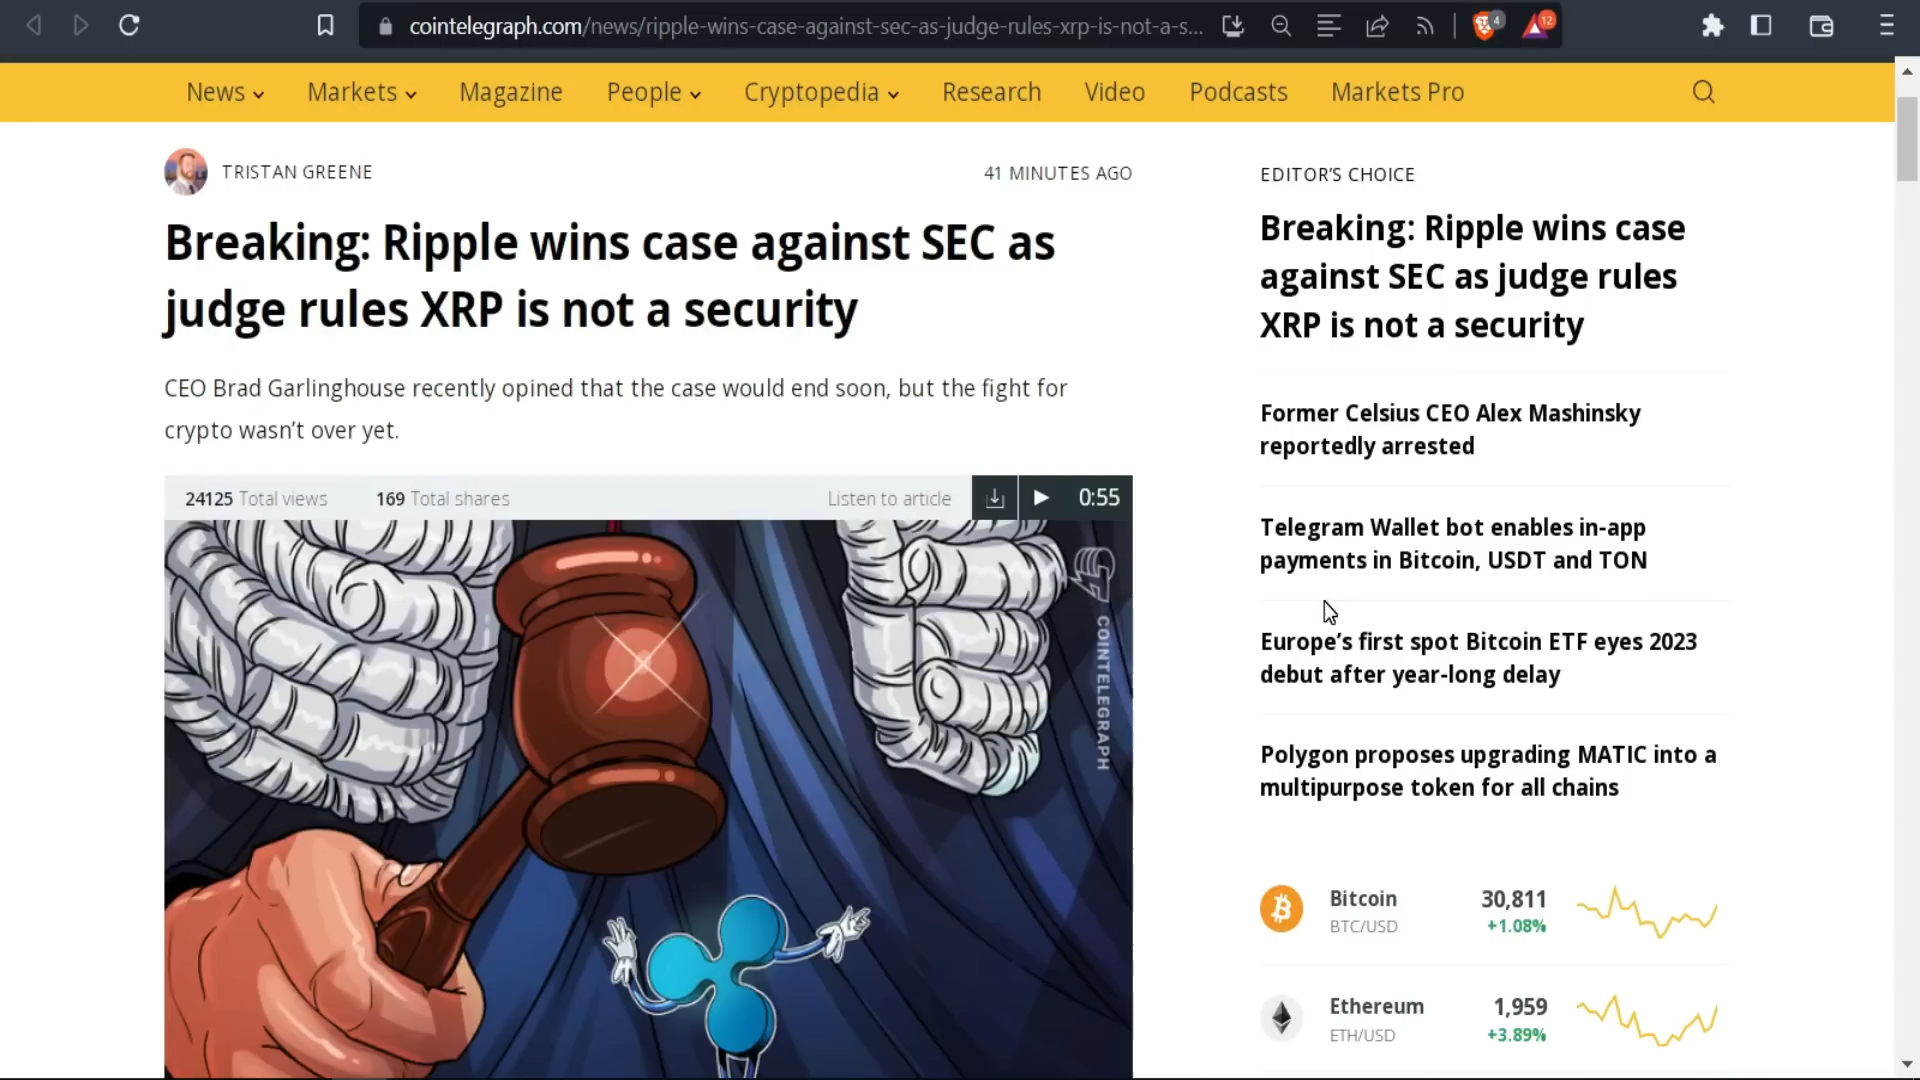 cointelegraph.com/news/ripple-wins-case-against-sec-as-judge-rules-xrp-is-not-a-s...
4
12
News
Markets
Magazine
People
Cryptopedia
Research
Video
Podcasts
Markets Pro
TRISTAN GREENE
41 MINUTES AGO
Breaking: Ripple wins case against SEC as
judge rules XRP is not a security
CEO Brad Garlinghouse recently opined that the case would end soon, but the fight for
crypto wasn’t over yet.
24125 Total views
169 Total shares
Listen to article
0:55
COINTELEGRAPH
EDITOR’S CHOICE
Breaking: Ripple wins case
against SEC as judge rules
XRP is not a security
Former Celsius CEO Alex Mashinsky
reportedly arrested
Telegram Wallet bot enables in-app
payments in Bitcoin, USDT and TON
Europe’s first spot Bitcoin ETF eyes 2023
debut after year-long delay
Polygon proposes upgrading MATIC into a
multipurpose token for all chains
Bitcoin
30,811
BTC/USD
+1.08%
Ethereum
1,959
ETH/USD
+3.89%